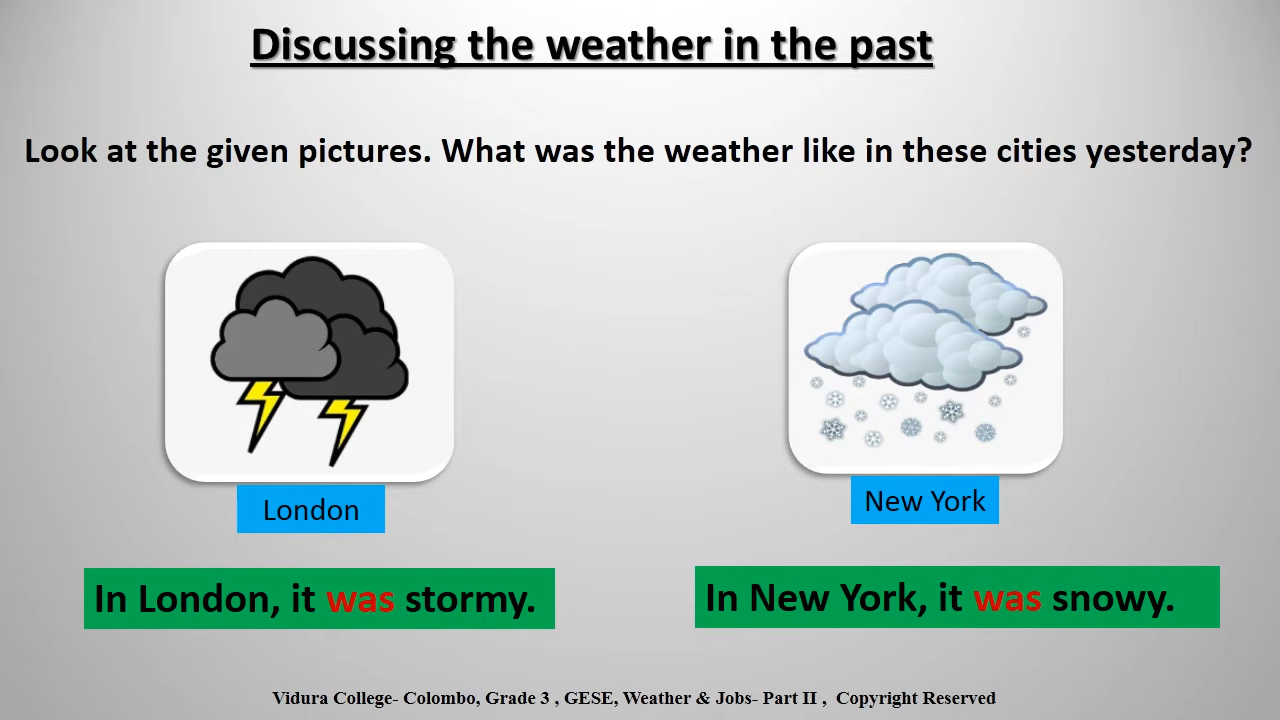 Discussing the weather in the past
Look at the given pictures. What was the weather like in these cities yesterday?
London
New York
In London, it was stormy.
In New York, it was snowy.
Vidura College- Colombo, Grade 3 , GESE, Weather & Jobs- Part II ,  Copyright Reserved